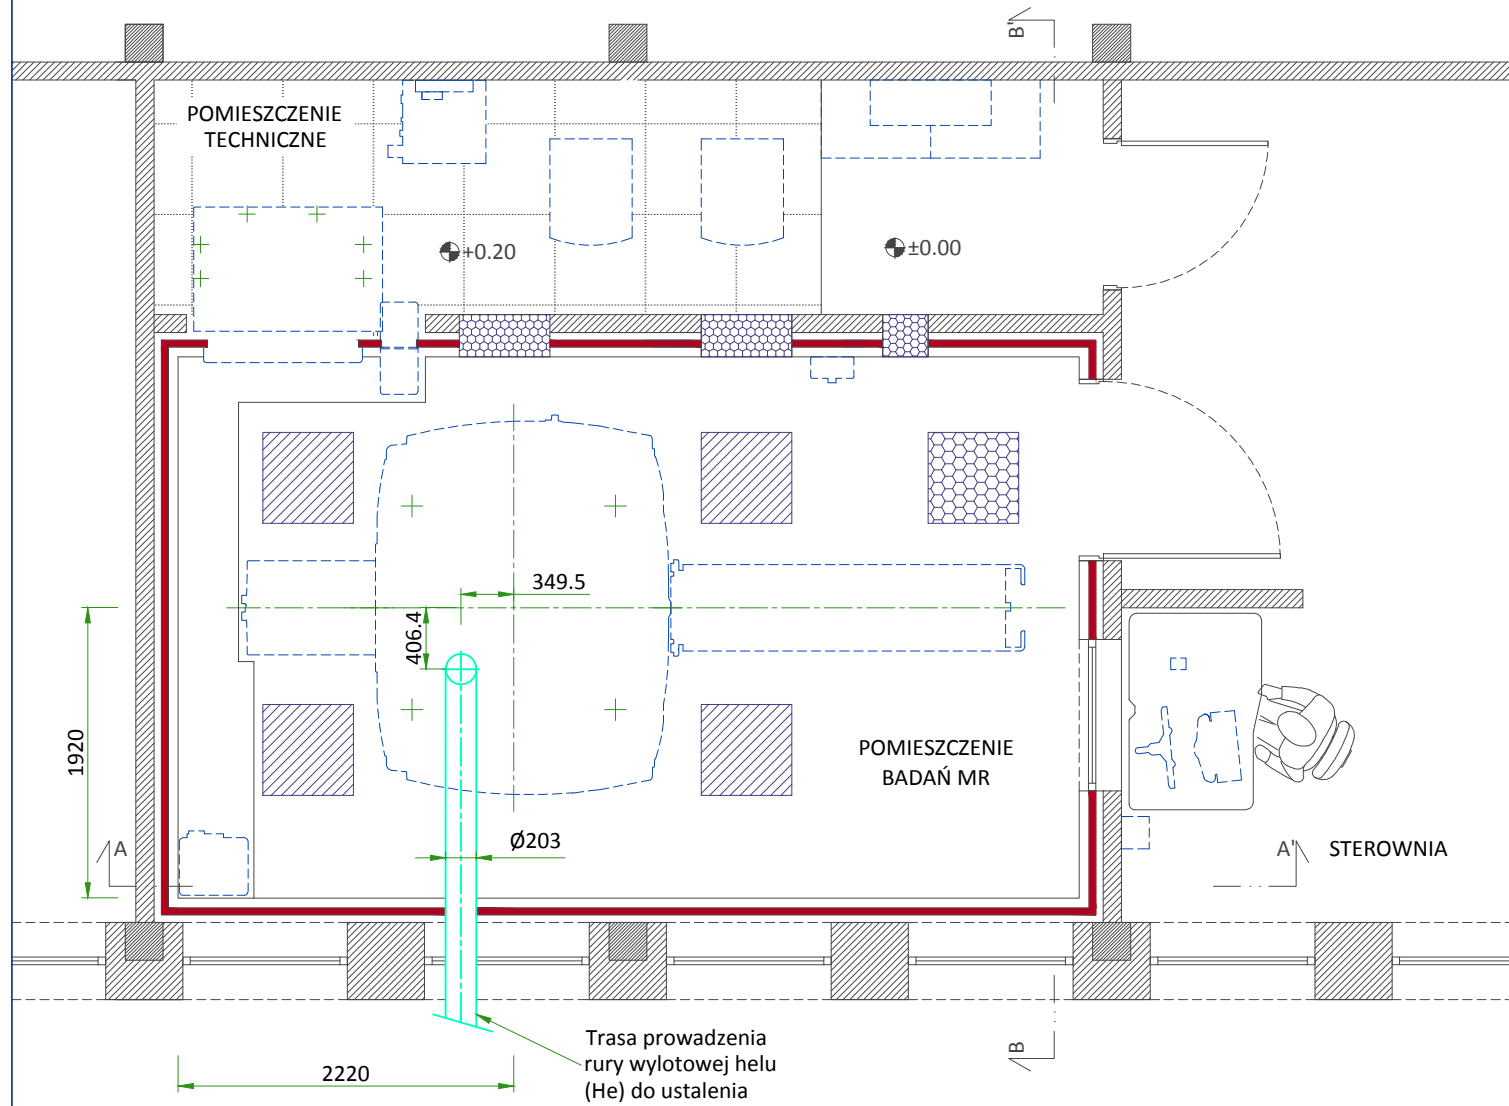 B'
POMIESZCZENIE
TECHNICZNE
+0.20
±0.00
349.5
406.4
1920
POMIESZCZENIE
BADAŃ MR
Ø203
A
A'
STEROWNIA
Trasa prowadzenia
rury wylotowej helu
(He) do ustalenia
B
2220